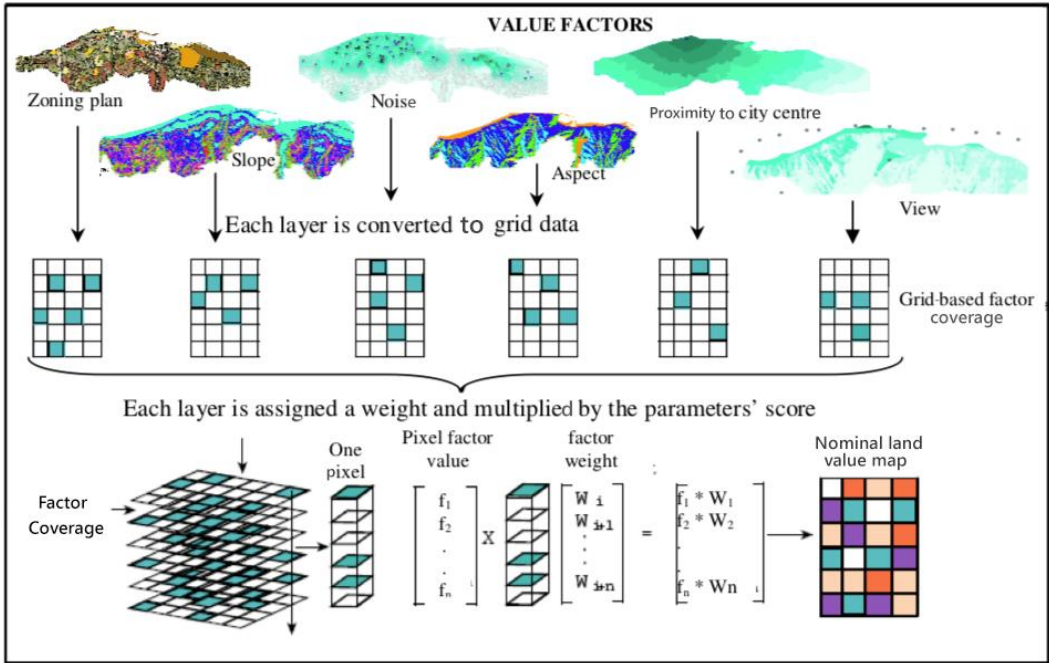 VALUE FACTORS
Zoning plan
Noise
Proximity to city centre
Slope
Aspect
View
Each layer is converted to grid data
Grid-based factor
coverage
Each layer is assigned a weight and multiplied by the parameters' score
One
pixel
Pixel factor
value
factor
weight
:
Nominal land
value map
Factor
Coverage
f₁
f₂
.
.
fₙ
X
W i
W i+1
:
:
W i+n
=
f₁ * W₁
f₂ * W₂
.
.
fₙ * Wn